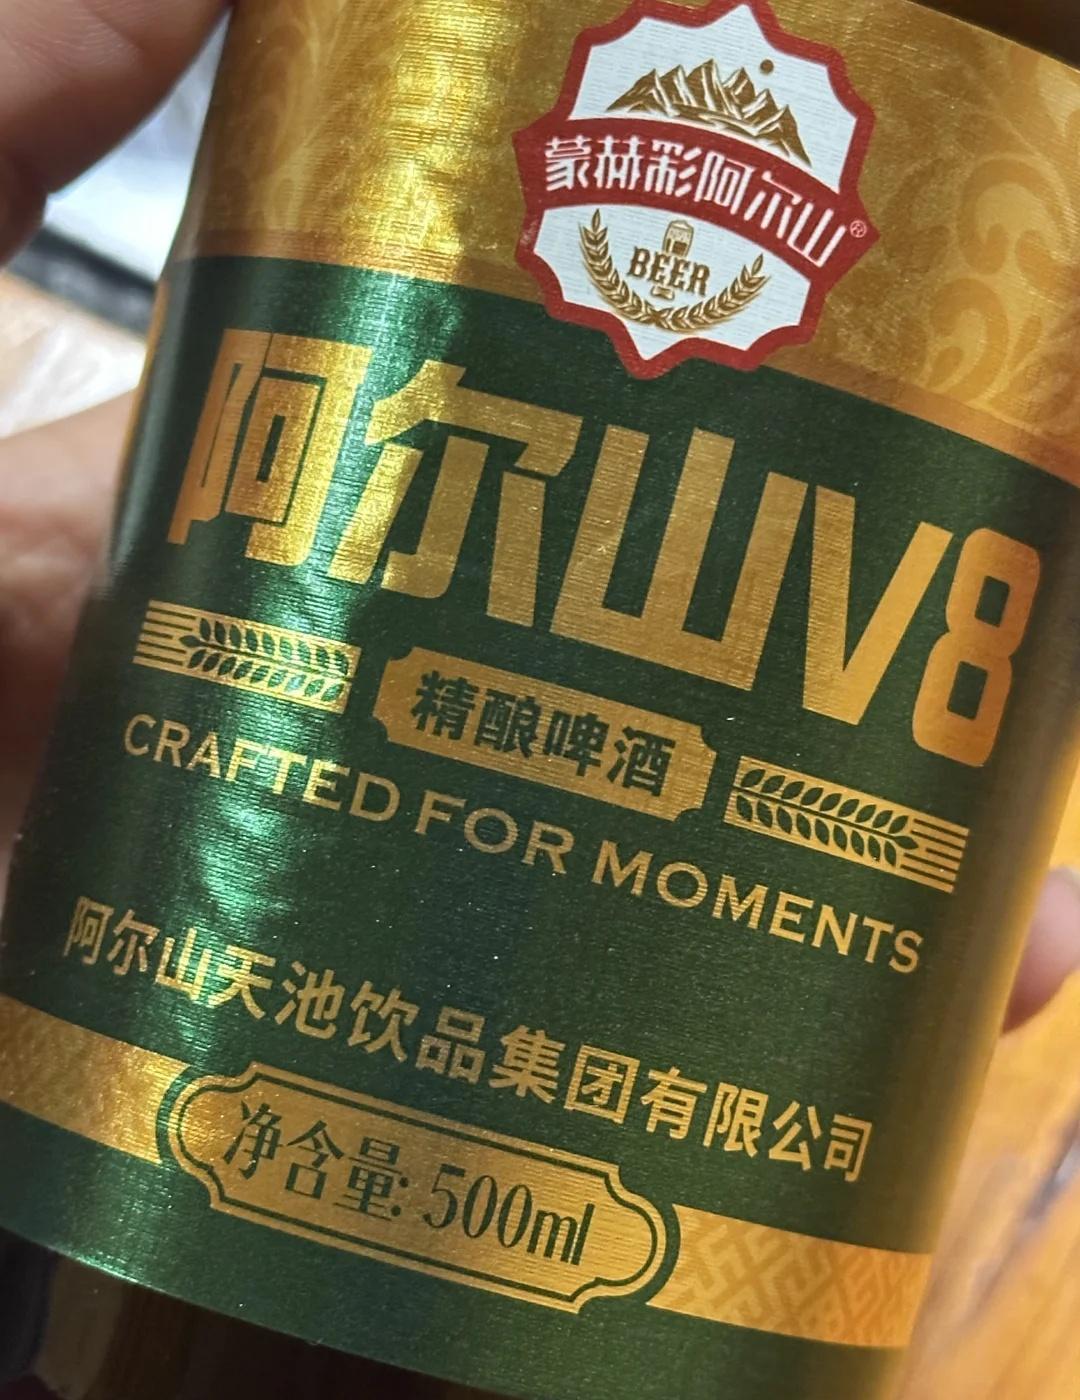 蒙赫彩阿尔山®
BEER
阿尔山V8
精酿啤酒
CRAFTED FOR MOMENTS
阿尔山天池饮品集团有限公司
净含量: 500ml